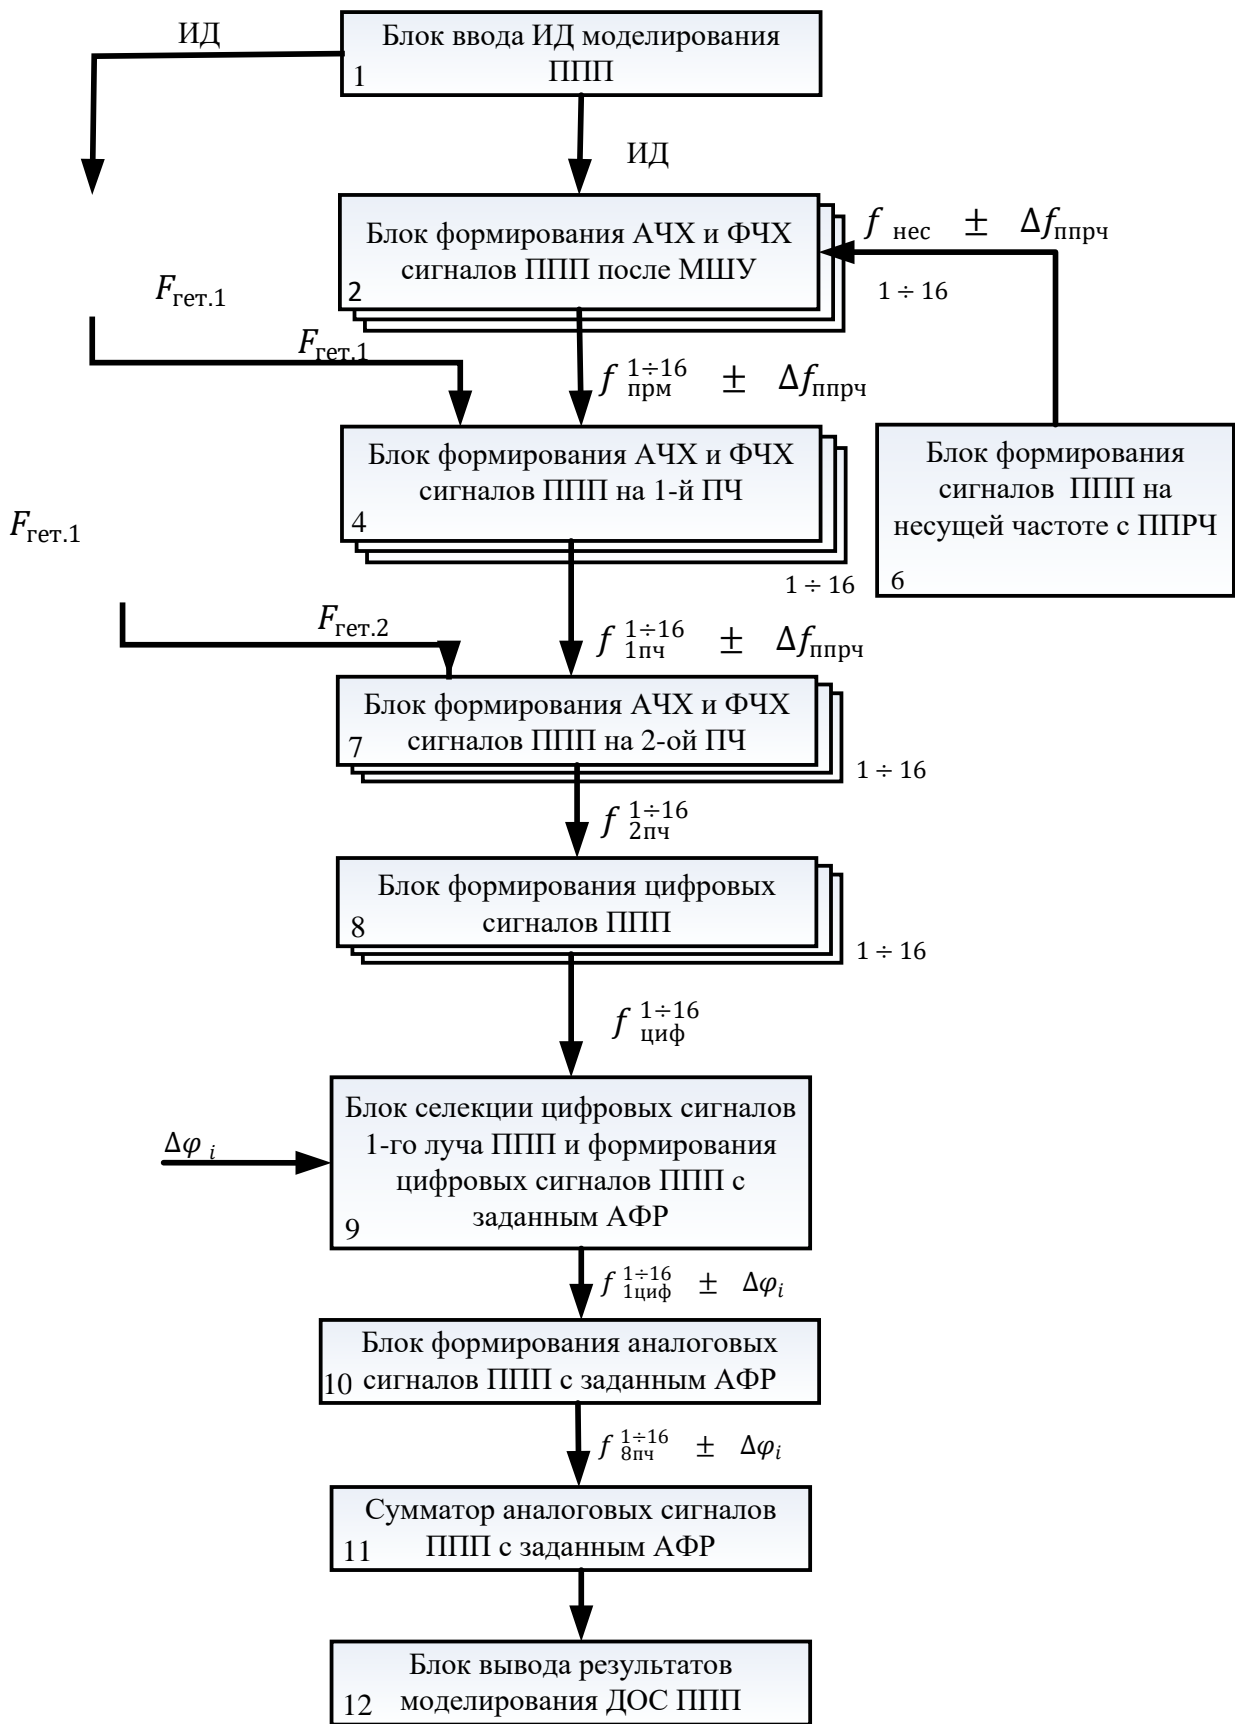 ИД
Блок ввода ИД моделирования
ППП
1
ИД
Блок формирования АЧХ и ФЧХ
сигналов ППП после МШУ
2
f нес ± Δfппрч
1 ÷ 16
Fгет.1
Fгет.1
f 1÷16 прм ± Δfппрч
Блок формирования АЧХ и ФЧХ
сигналов ППП на 1-й ПЧ
4
1 ÷ 16
Блок формирования
сигналов ППП на
несущей частоте с ППРЧ
6
Fгет.1
Fгет.2
f 1÷16 1пч ± Δfппрч
Блок формирования АЧХ и ФЧХ
сигналов ППП на 2-ой ПЧ
7
1 ÷ 16
f 1÷16 2пч
Блок формирования цифровых
сигналов ППП
8
1 ÷ 16
f 1÷16 циф
Δφ i
Блок селекции цифровых сигналов
1-го луча ППП и формирования
цифровых сигналов ППП с
заданным АФР
9
f 1÷16 1циф ± Δφi
Блок формирования аналоговых
сигналов ППП с заданным АФР
10
f 1÷16 8пч ± Δφi
Сумматор аналоговых сигналов
ППП с заданным АФР
11
Блок вывода результатов
моделирования ДОС ППП
12